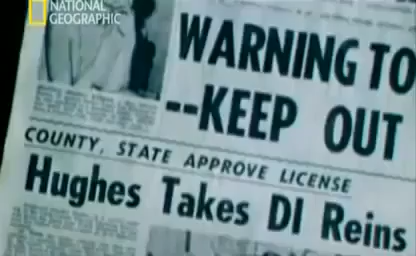 NATIONAL
GEOGRAPHIC
WARNING TO
--KEEP OUT
COUNTY, STATE APPROVE LICENSE
Hughes Takes DI Reins